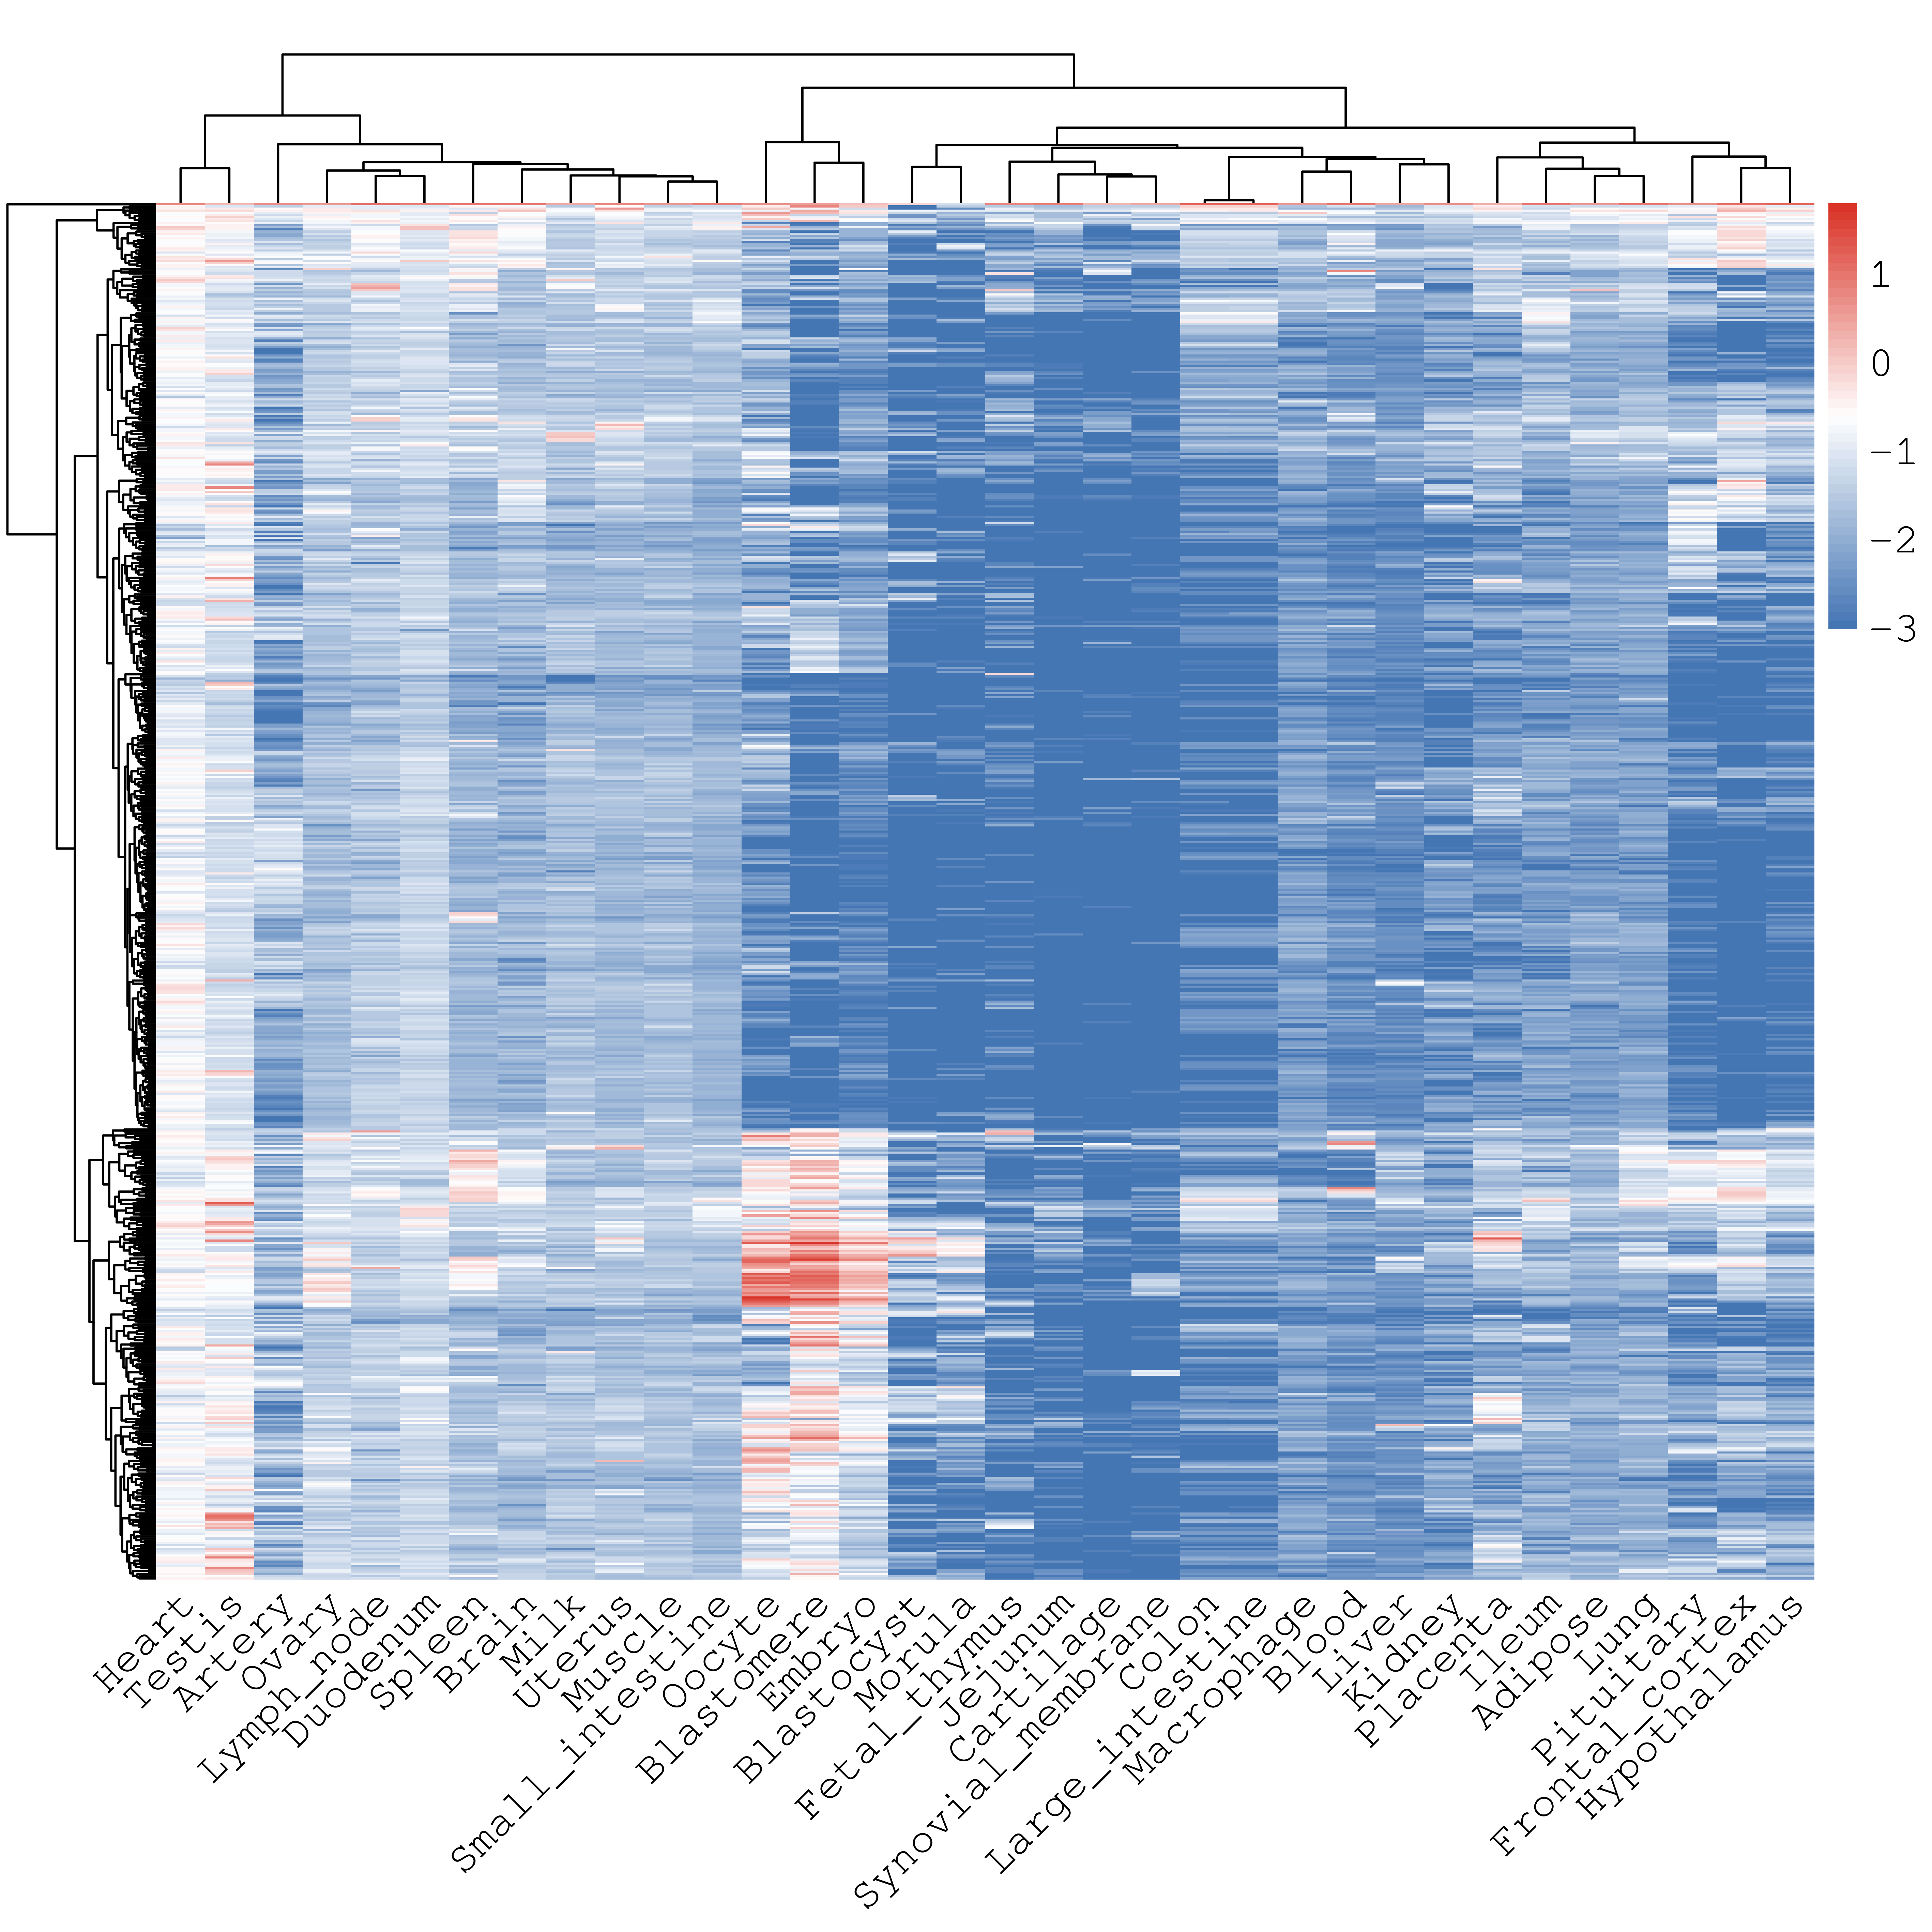 1
0
−1
−2
−3
Heart
Testis
Artery
Ovary
Lymph_node
Duodenum
Spleen
Brain
Milk
Uterus
Muscle
Small_intestine
Oocyte
Blastomere
Embryo
Blastocyst
Morula
Fetal_thymus
Jejunum
Cartilage
Synovial_membrane
Colon
Large_intestine
Macrophage
Blood
Liver
Kidney
Placenta
Ileum
Adipose
Lung
Pituitary
Frontal_cortex
Hypothalamus